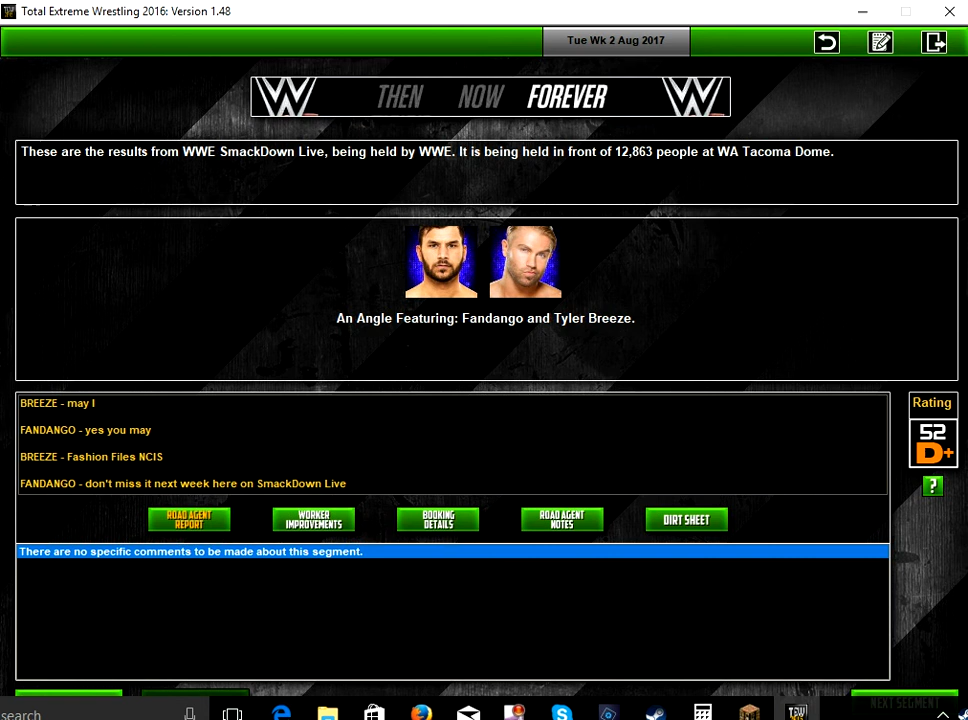 Total Extreme Wrestling 2016: Version 1.48
Tue Wk 2 Aug 2017
W THEN NOW FOREVER W
These are the results from WWE SmackDown Live, being held by WWE. It is being held in front of 12,863 people at WA Tacoma Dome.
An Angle Featuring: Fandango and Tyler Breeze.
BREEZE - may I
FANDANGO - yes you may
BREEZE - Fashion Files NCIS
FANDANGO - don't miss it next week here on SmackDown Live
Rating
52
D+
?
ROAD AGENT REPORT
WORKER IMPROVEMENTS
BOOKING DETAILS
ROAD AGENT NOTES
DIRT SHEET
There are no specific comments to be made about this segment.
NEXT SEGMENT
search
TEW